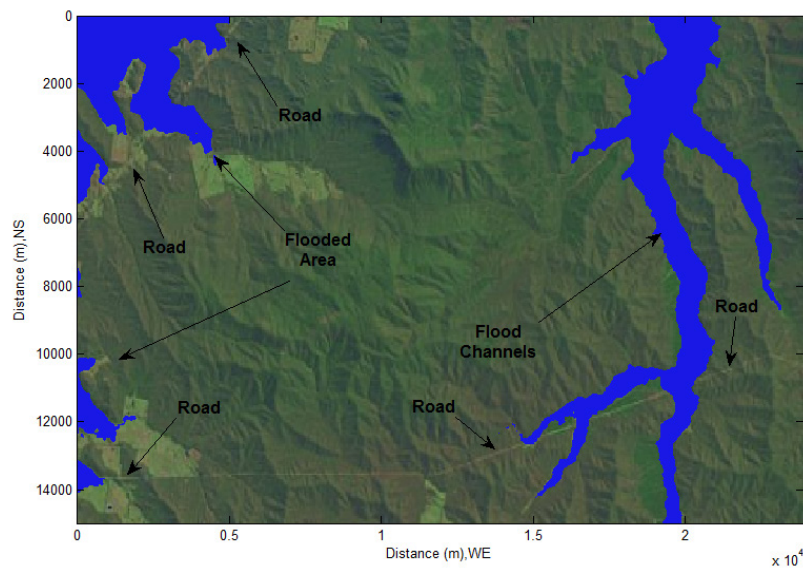 0
2000
4000
6000
8000
10000
12000
14000
Distance (m),NS
Road
Road
Flooded
Area
Road
Flood
Channels
Road
Road
0
0.5
1
1.5
2
Distance (m),WE
x 10⁴